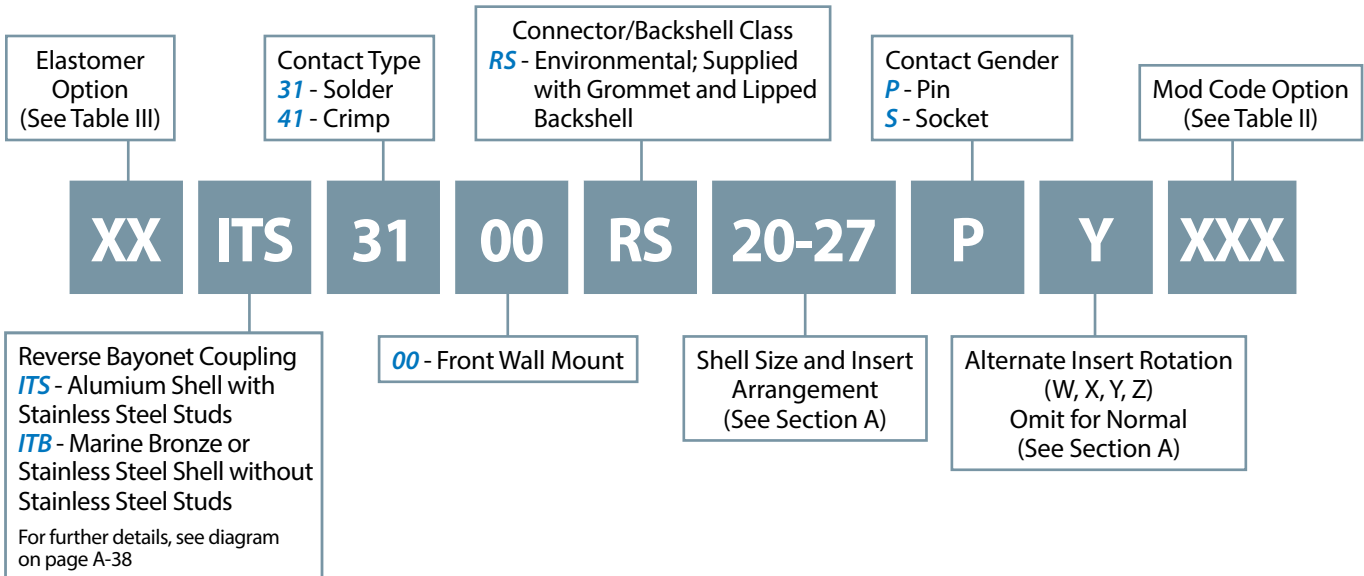 Elastomer
Option
(See Table III)
Contact Type
31 - Solder
41 - Crimp
Connector/Backshell Class
RS - Environmental; Supplied
with Grommet and Lipped
Backshell
Contact Gender
P - Pin
S - Socket
Mod Code Option
(See Table II)
XX ITS 31 00 RS 20-27 P Y XXX
Reverse Bayonet Coupling
ITS - Alumium Shell with
Stainless Steel Studs
ITB - Marine Bronze or
Stainless Steel Shell without
Stainless Steel Studs
For further details, see diagram
on page A-38
00 - Front Wall Mount
Shell Size and Insert
Arrangement
(See Section A)
Alternate Insert Rotation
(W, X, Y, Z)
Omit for Normal
(See Section A)